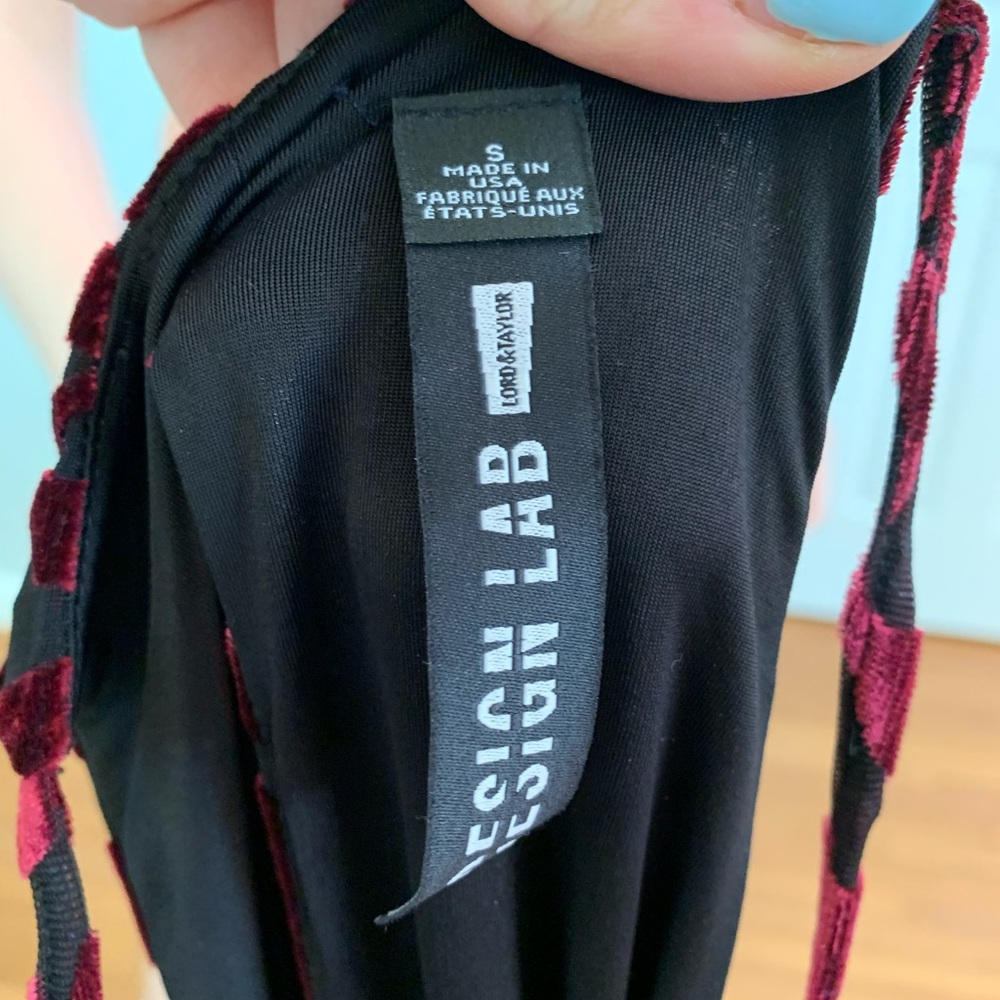 S
MADE IN
USA
FABRIQUÉ AUX
ÉTATS-UNIS
LORD & TAYLOR
DESIGN LAB